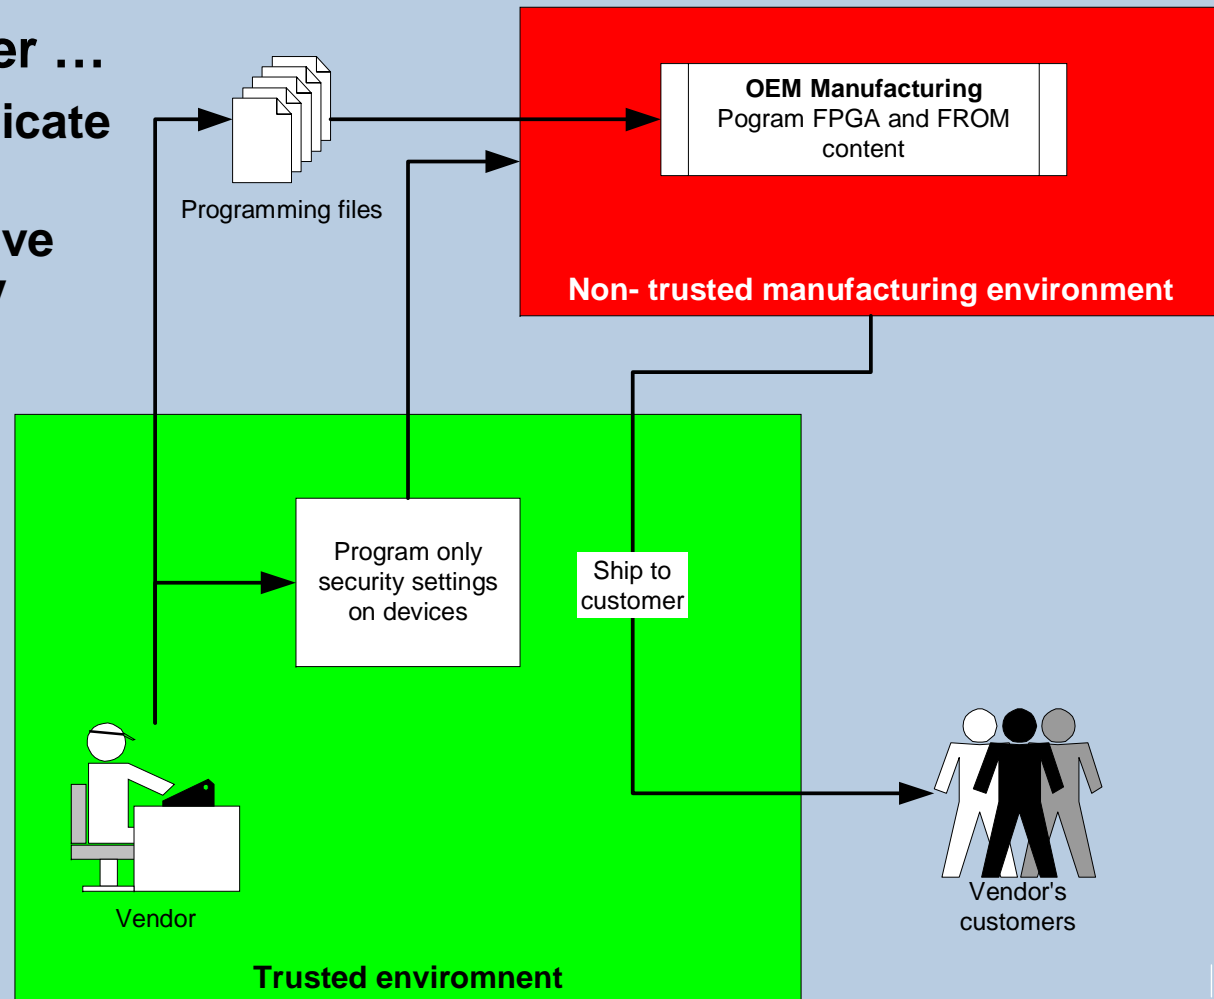 er …
icate
ve
OEM Manufacturing
Pogram FPGA and FROM
content
Programming files
Non- trusted manufacturing environment
Program only
security settings
on devices
Ship to
customer
Vendor
Vendor's
customers
Trusted enviromnent